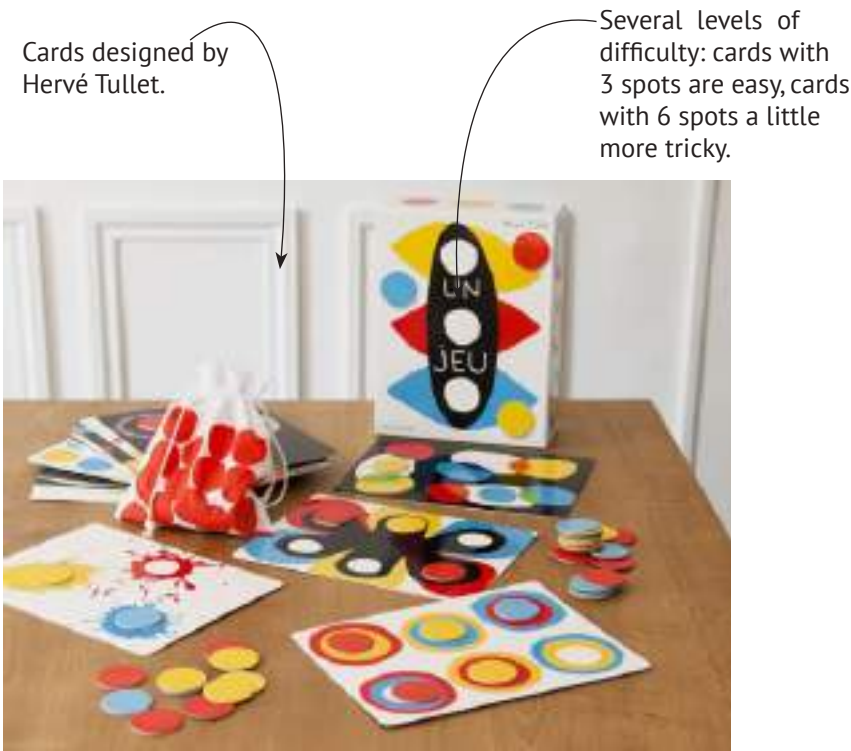 Cards designed by
Hervé Tullet.
Several levels of
difficulty: cards with
3 spots are easy, cards
with 6 spots a little
more tricky.
UN
JEU